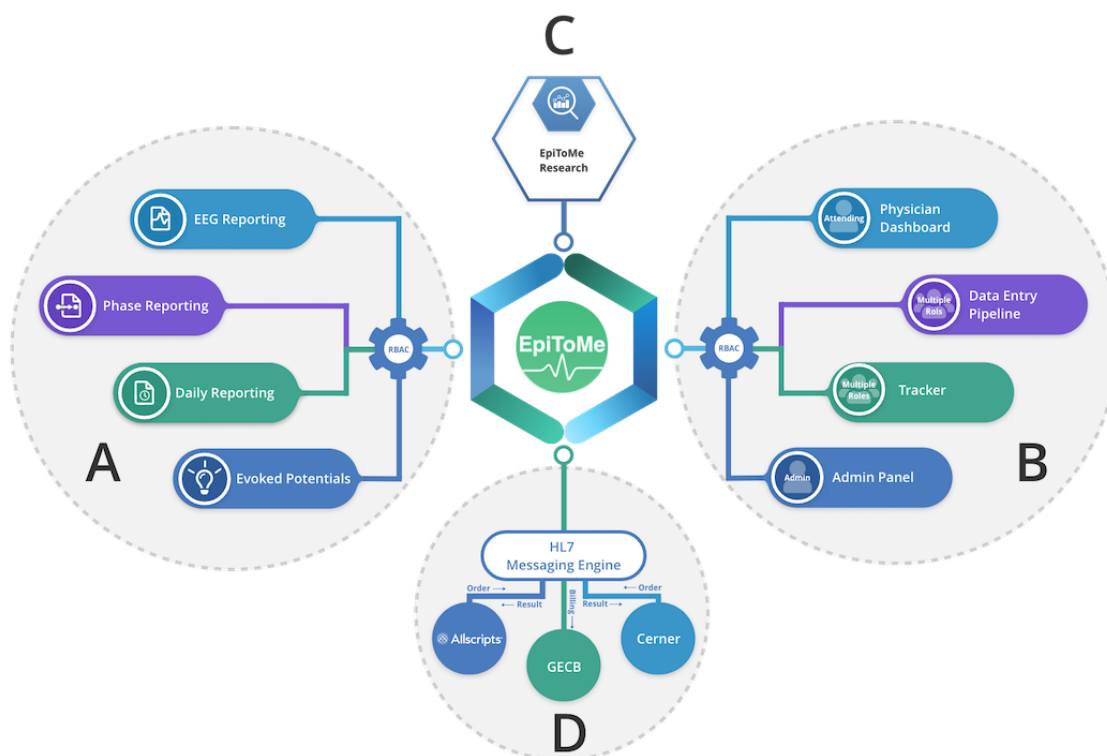 C
EpiToMe
Research
EEG Reporting
Phase Reporting
RBAC
Daily Reporting
A
Evoked Potentials
EpiToMe
Attending
Physician
Dashboard
Multiple
Rols
Data Entry
Pipeline
RBAC
Multiple
Roles
Tracker
B
Admin
Admin Panel
HL7
Messaging Engine
Order →
← Result
Billing →
← Order
Result →
Allscripts
GECB
Cerner
D